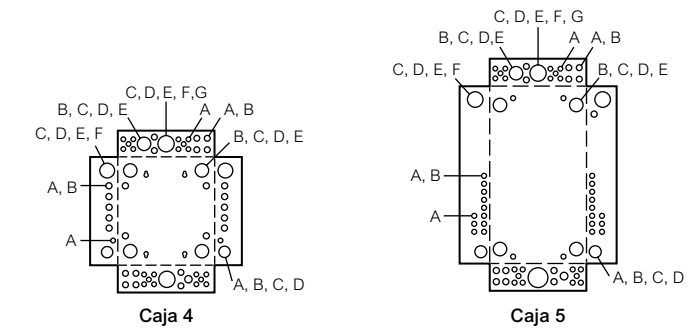 C, D, E, F,G
B, C, D, E
A
A, B
C, D, E, F
B, C, D, E
A, B
A
A, B, C, D
Caja 4
C, D, E, F, G
B, C, D,E
A
A, B
C, D, E, F
B, C, D, E
A, B
A
A, B, C, D
Caja 5